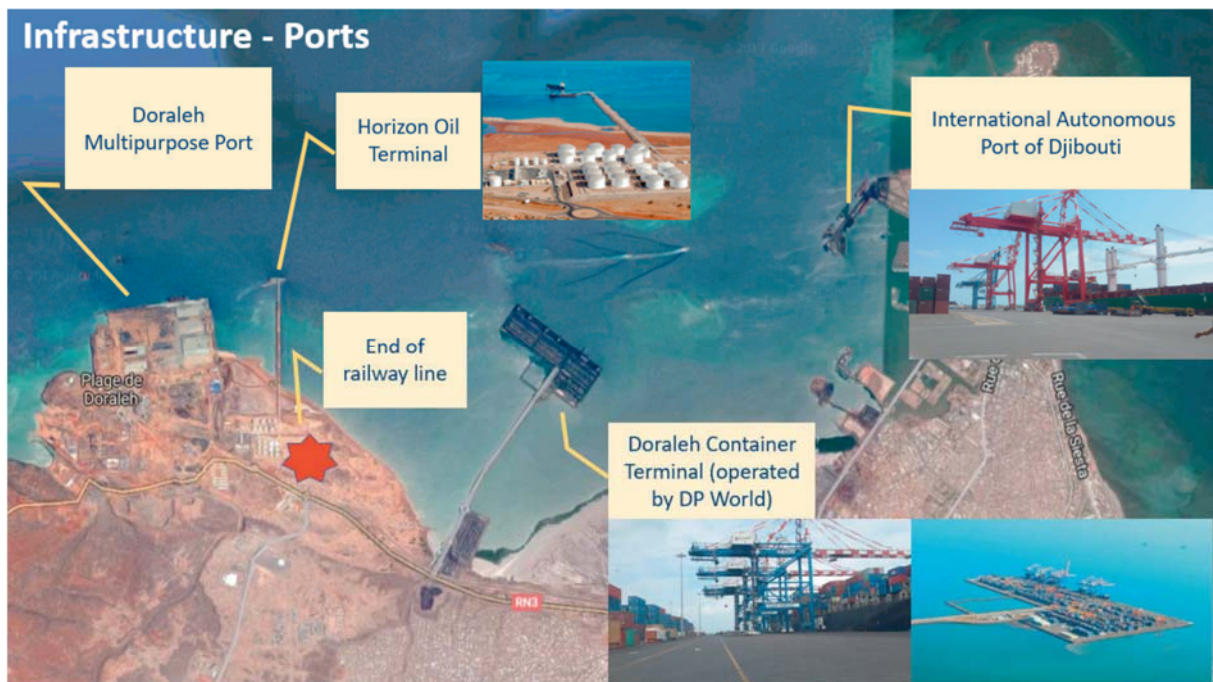 Infrastructure - Ports
Doraleh
Multipurpose Port
Horizon Oil
Terminal
International Autonomous
Port of Djibouti
End of
railway line
Plage de
Doraleh
Doraleh Container
Terminal (operated
by DP World)
Rue de la Siesta
RN3